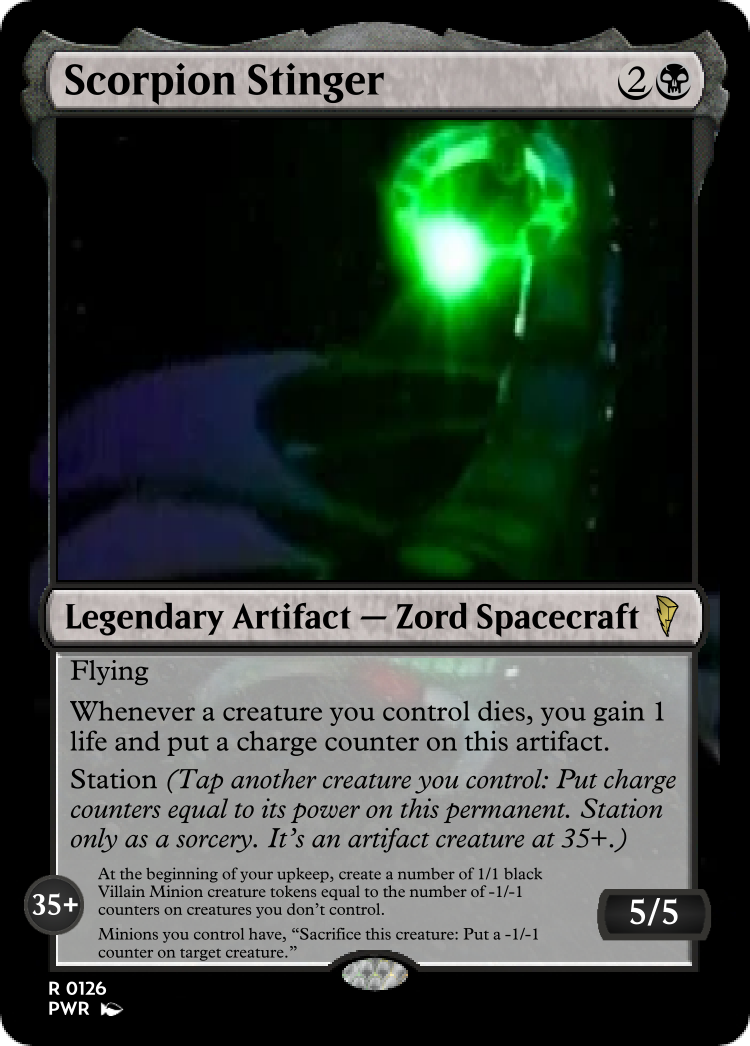 Scorpion Stinger 2
Legendary Artifact — Zord Spacecraft
Flying
Whenever a creature you control dies, you gain 1
life and put a charge counter on this artifact.
Station (Tap another creature you control: Put charge
counters equal to its power on this permanent. Station
only as a sorcery. It's an artifact creature at 35+.)
35+
At the beginning of your upkeep, create a number of 1/1 black
Villain Minion creature tokens equal to the number of -1/-1
counters on creatures you don't control.
Minions you control have, “Sacrifice this creature: Put a -1/-1
counter on target creature.”
5/5
R 0126
PWR